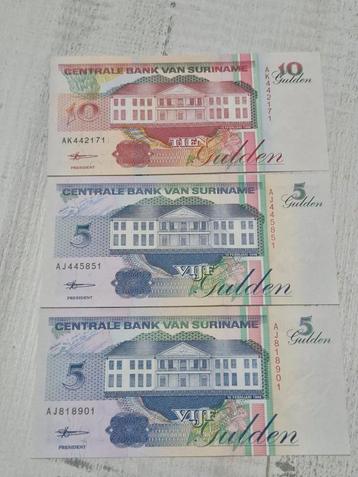 CENTRALE BANK VAN SURINAME
10
Gulden
10
AK442171
AK442171
TIEN
Gulden
PRESIDENT
CENTRALE BANK VAN SURINAME
5
Gulden
5
AJ445851
AJ445851
VIJF
Gulden
PRESIDENT
CENTRALE BANK VAN SURINAME
5
Gulden
5
AJ818901
AJ818901
VIJF
Gulden
PRESIDENT